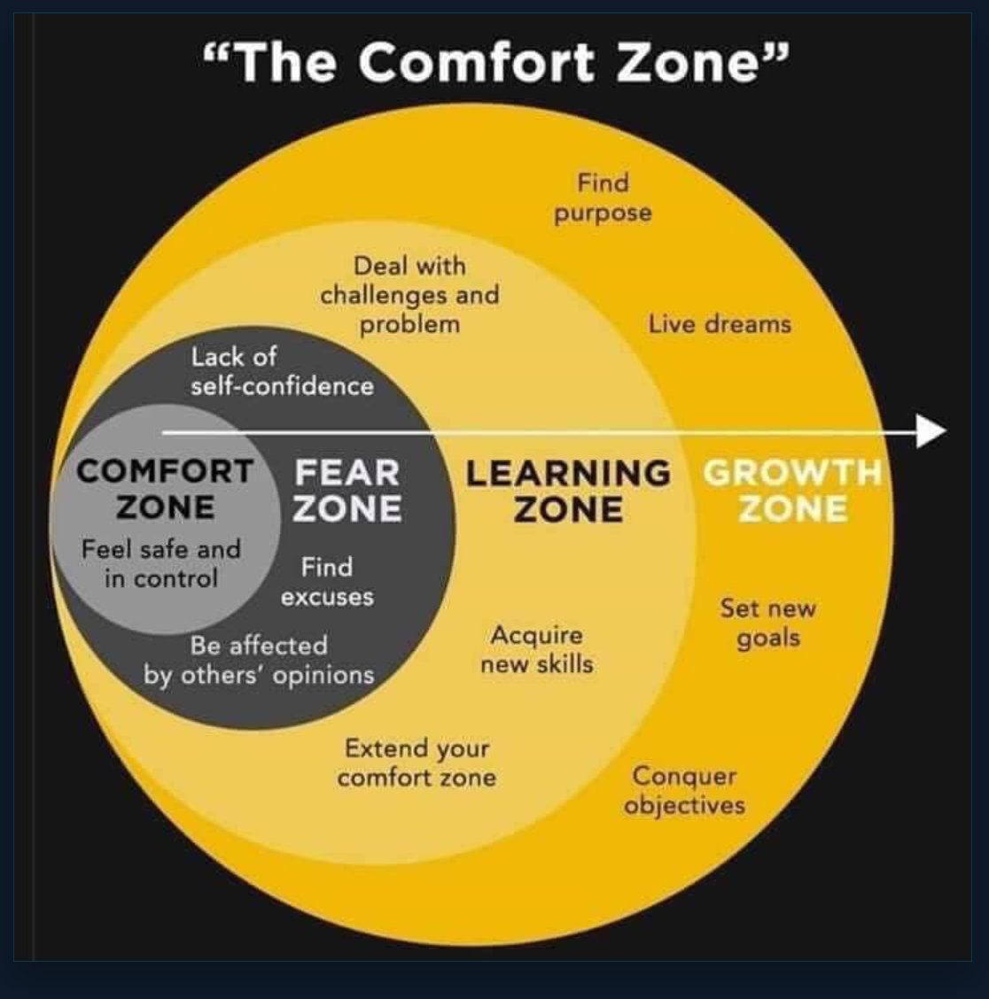 “The Comfort Zone”
Find
purpose
Deal with
challenges and
problem
Live dreams
Lack of
self-confidence
COMFORT
ZONE
Feel safe and
in control
FEAR
ZONE
Find
excuses
Be affected
by others’ opinions
LEARNING
ZONE
Acquire
new skills
Extend your
comfort zone
GROWTH
ZONE
Set new
goals
Conquer
objectives